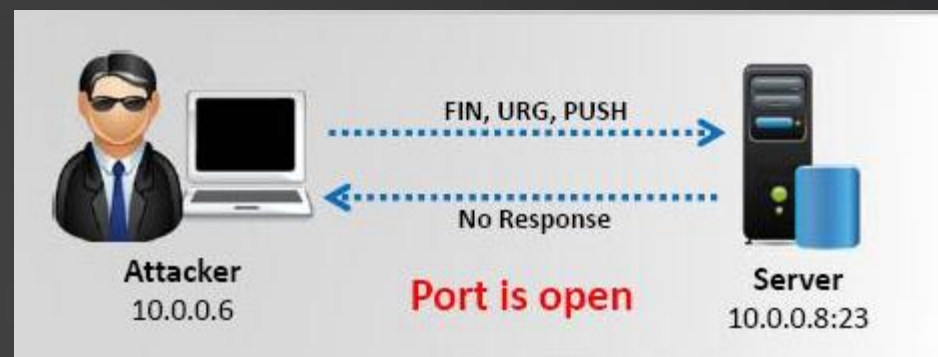 FIN, URG, PUSH
No Response
Attacker
10.0.0.6
Port is open
Server
10.0.0.8:23